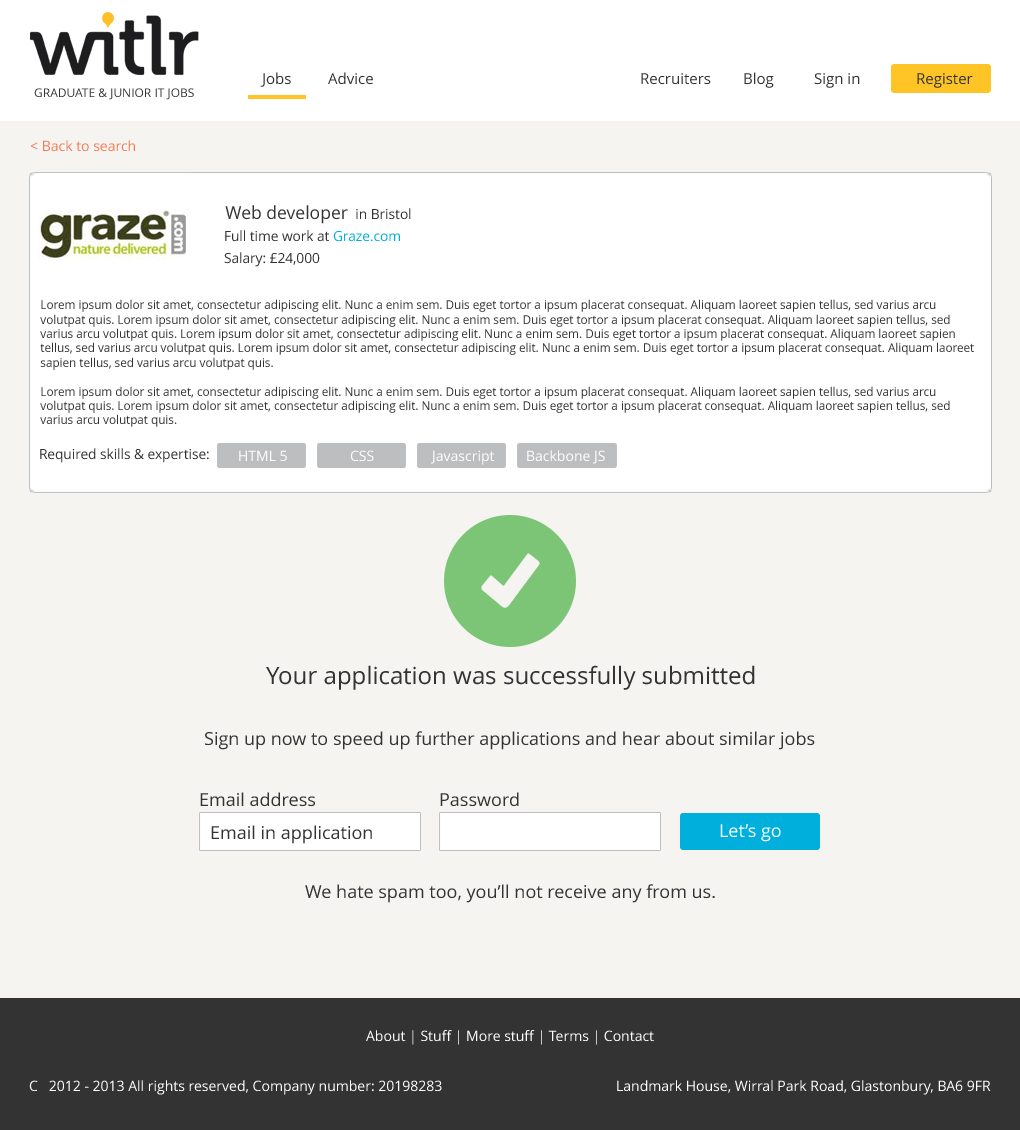 witlr
GRADUATE & JUNIOR IT JOBS
Jobs
Advice
Recruiters
Blog
Sign in
Register
< Back to search
graze.com
nature delivered
Web developer in Bristol
Full time work at Graze.com
Salary: £24,000
Lorem ipsum dolor sit amet, consectetur adipiscing elit. Nunc a enim sem. Duis eget tortor a ipsum placerat consequat. Aliquam laoreet sapien tellus, sed varius arcu
volutpat quis. Lorem ipsum dolor sit amet, consectetur adipiscing elit. Nunc a enim sem. Duis eget tortor a ipsum placerat consequat. Aliquam laoreet sapien tellus, sed
varius arcu volutpat quis. Lorem ipsum dolor sit amet, consectetur adipiscing elit. Nunc a enim sem. Duis eget tortor a ipsum placerat consequat. Aliquam laoreet sapien
tellus, sed varius arcu volutpat quis. Lorem ipsum dolor sit amet, consectetur adipiscing elit. Nunc a enim sem. Duis eget tortor a ipsum placerat consequat. Aliquam laoreet
sapien tellus, sed varius arcu volutpat quis.
Lorem ipsum dolor sit amet, consectetur adipiscing elit. Nunc a enim sem. Duis eget tortor a ipsum placerat consequat. Aliquam laoreet sapien tellus, sed varius arcu
volutpat quis. Lorem ipsum dolor sit amet, consectetur adipiscing elit. Nunc a enim sem. Duis eget tortor a ipsum placerat consequat. Aliquam laoreet sapien tellus, sed
varius arcu volutpat quis.
Required skills & expertise: HTML 5 CSS Javascript Backbone JS
Your application was successfully submitted
Sign up now to speed up further applications and hear about similar jobs
Email address
Password
Email in application
Let's go
We hate spam too, you'll not receive any from us.
About | Stuff | More stuff | Terms | Contact
C 2012 - 2013 All rights reserved, Company number: 20198283
Landmark House, Wirral Park Road, Glastonbury, BA6 9FR